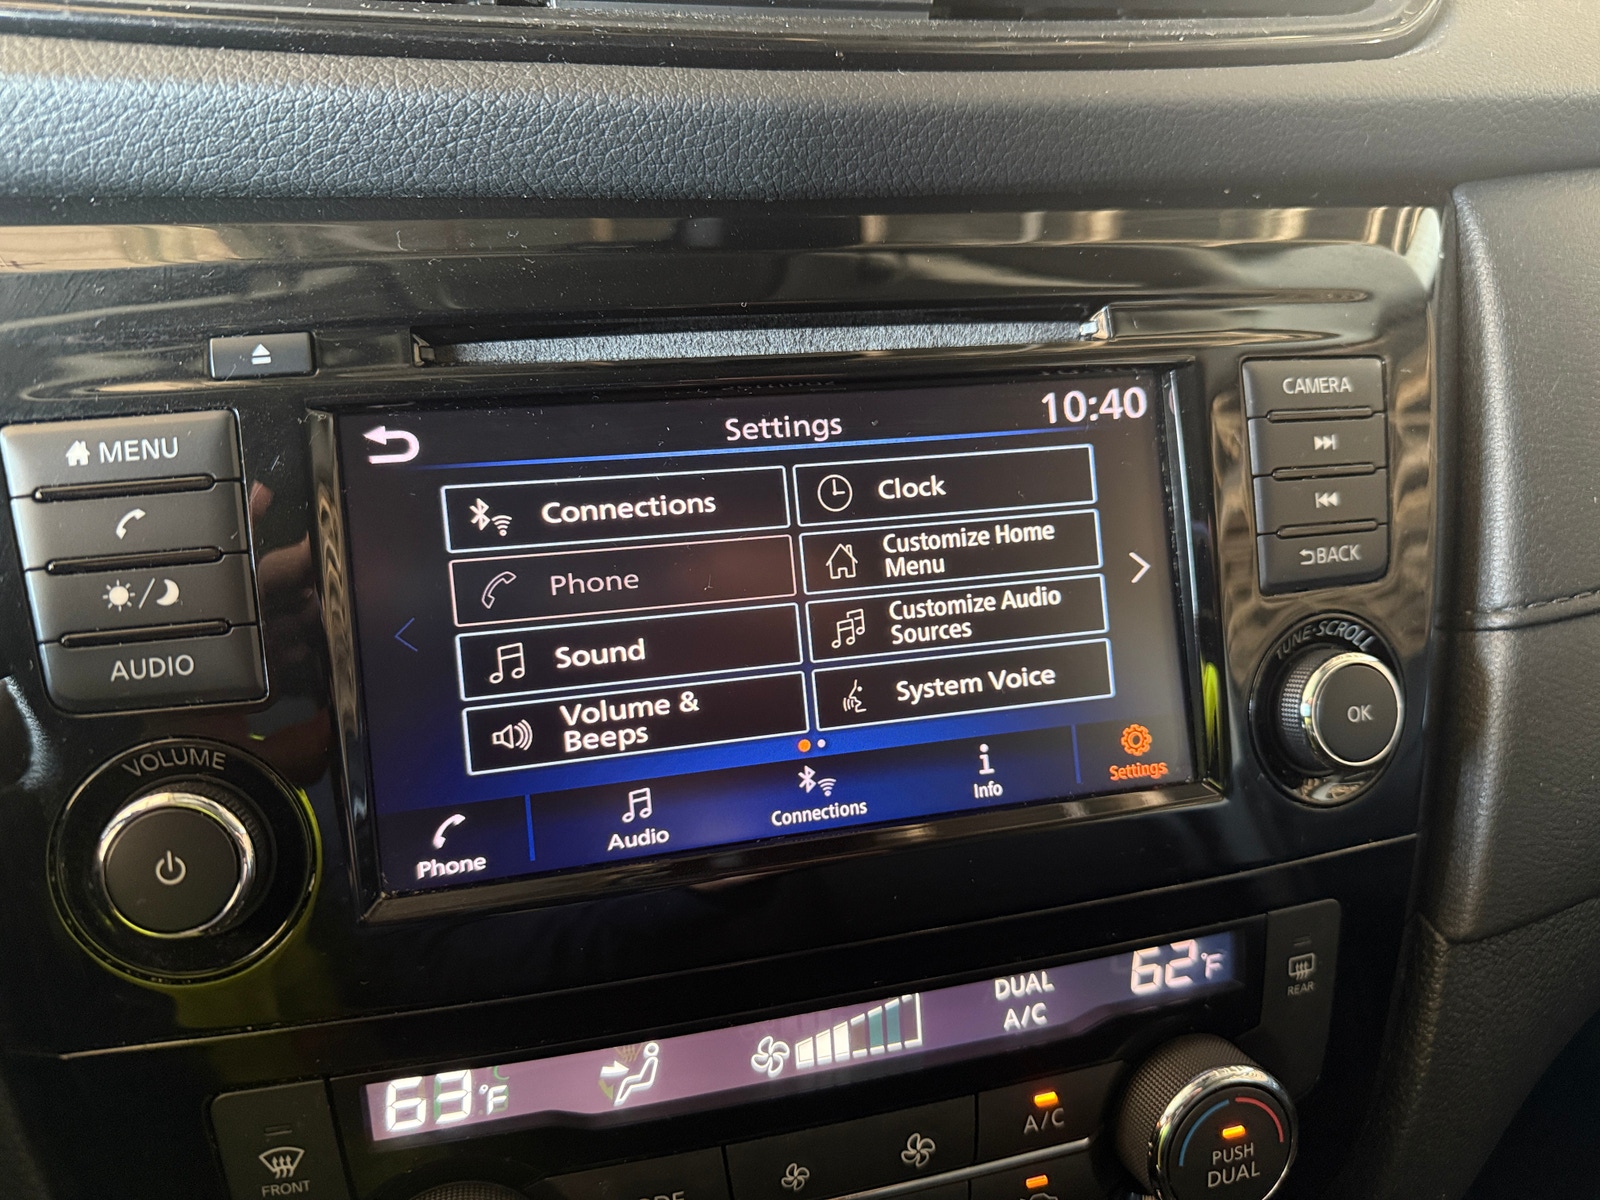 Settings
10:40
MENU
AUDIO
VOLUME
Connections
Phone
Sound
Volume &
Beeps
Clock
Customize Home
Menu
Customize Audio
Sources
System Voice
Phone
Audio
Connections
Info
Settings
CAMERA
BACK
TUNE·SCROLL
OK
DUAL
A/C
62°F
REAR
63°F
FRONT
A/C
PUSH
DUAL